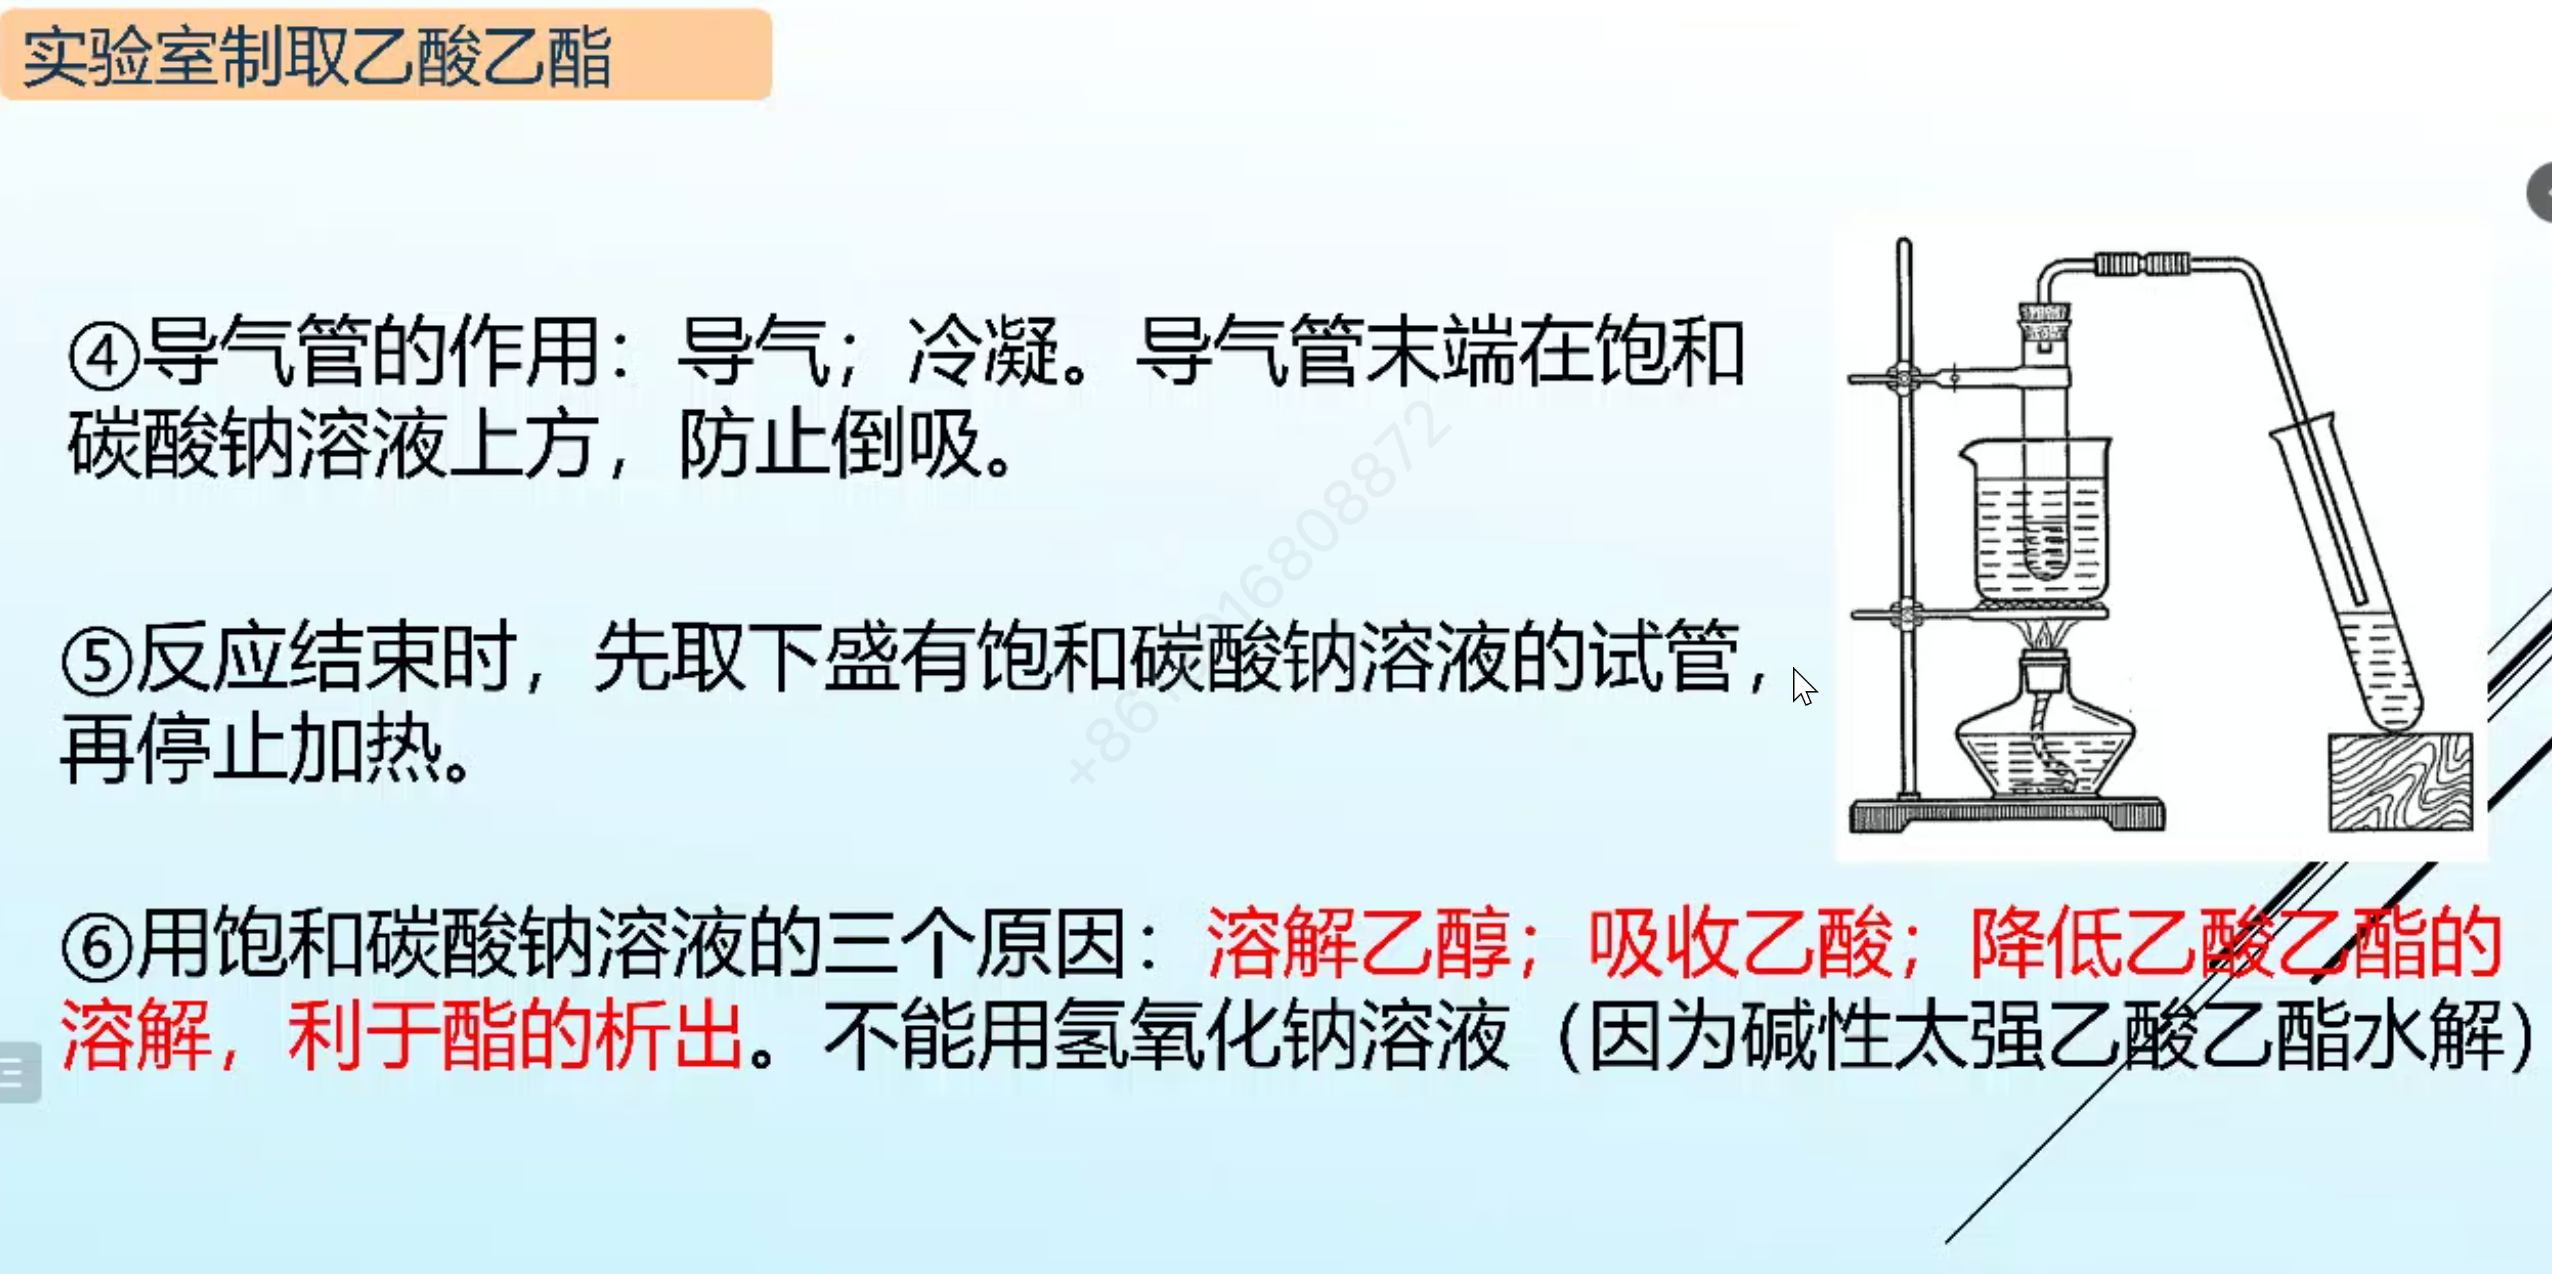 实验室制取乙酸乙酯
④导气管的作用：导气；冷凝。导气管末端在饱和
碳酸钠溶液上方，防止倒吸。
⑤反应结束时，先取下盛有饱和碳酸钠溶液的试管，
再停止加热。
⑥用饱和碳酸钠溶液的三个原因：溶解乙醇；吸收乙酸；降低乙酸乙酯的
溶解，利于酯的析出。不能用氢氧化钠溶液（因为碱性太强乙酸乙酯水解）